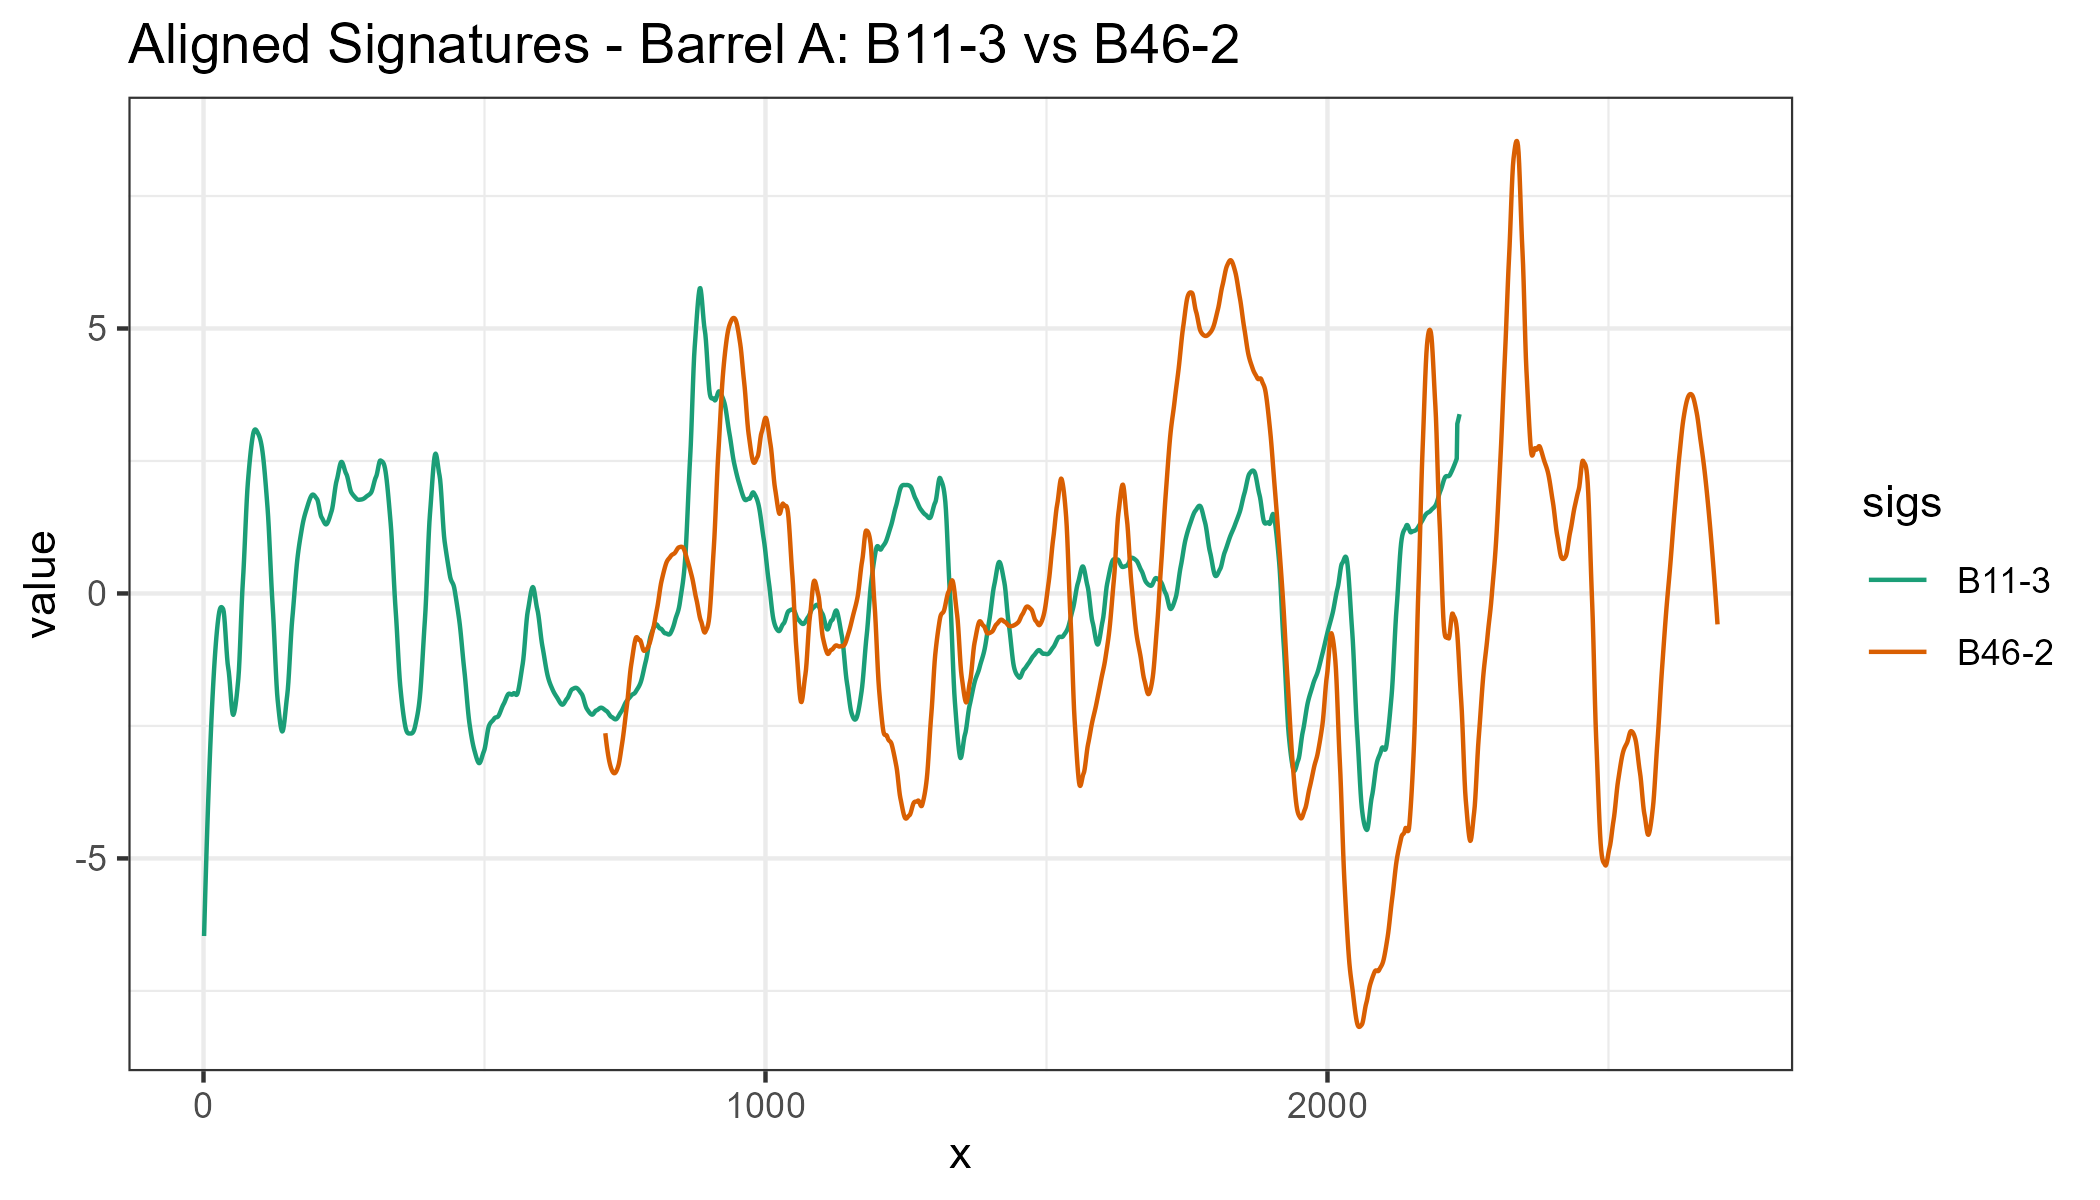 Aligned Signatures - Barrel A: B11-3 vs B46-2
value
5
0
-5
0
1000
2000
x
sigs
B11-3
B46-2